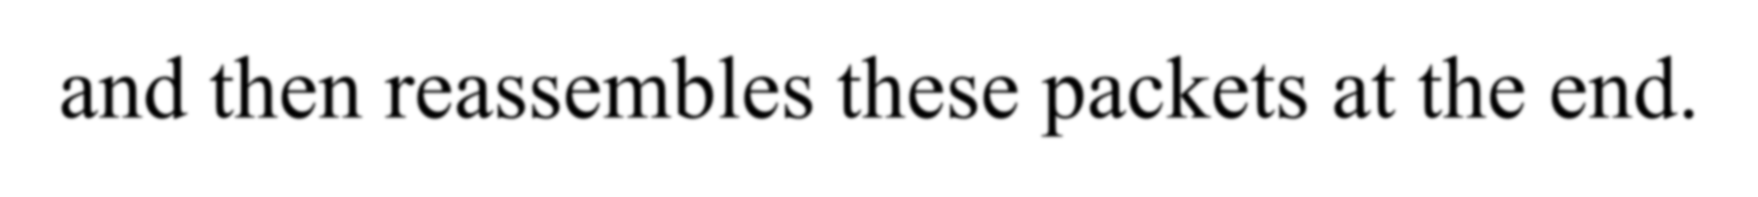 and then reassembles these packets at the end.